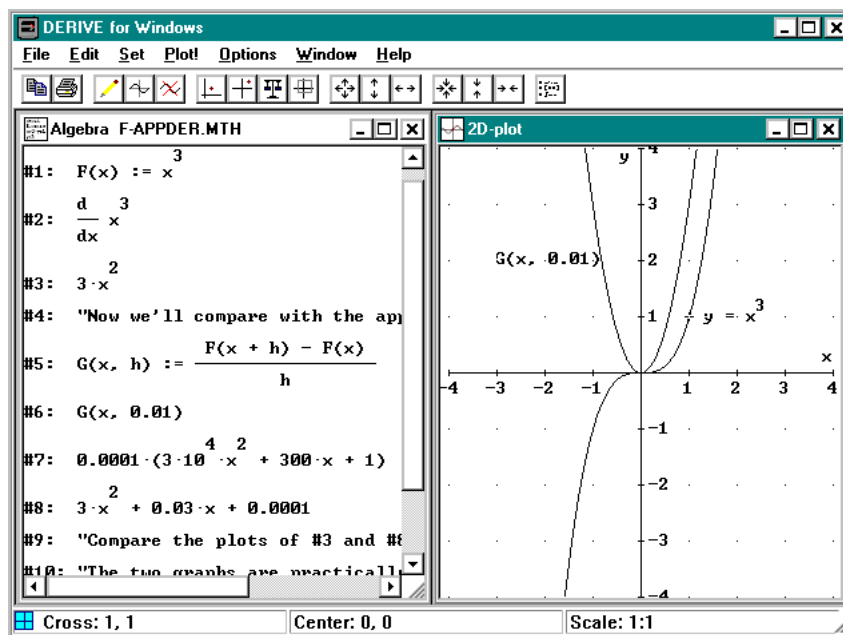 DERIVE for Windows
File Edit Set Plot! Options Window Help
Algebra F-APPDER.MTH
#1: F(x) := x³
#2: d/dx x³
#3: 3·x²
#4: "Now we'll compare with the app
#5: G(x, h) := (F(x + h) - F(x))/h
#6: G(x, 0.01)
#7: 0.0001·(3·10⁴·x² + 300·x + 1)
#8: 3·x² + 0.03·x + 0.0001
#9: "Compare the plots of #3 and #8
#10: "The two graphs are practicall
2D-plot
y 4
3
G(x, 0.01) 2
1 y = x³
x
-4 -3 -2 -1 1 2 3 4
-1
-2
-3
-4
Cross: 1, 1 Center: 0, 0 Scale: 1:1